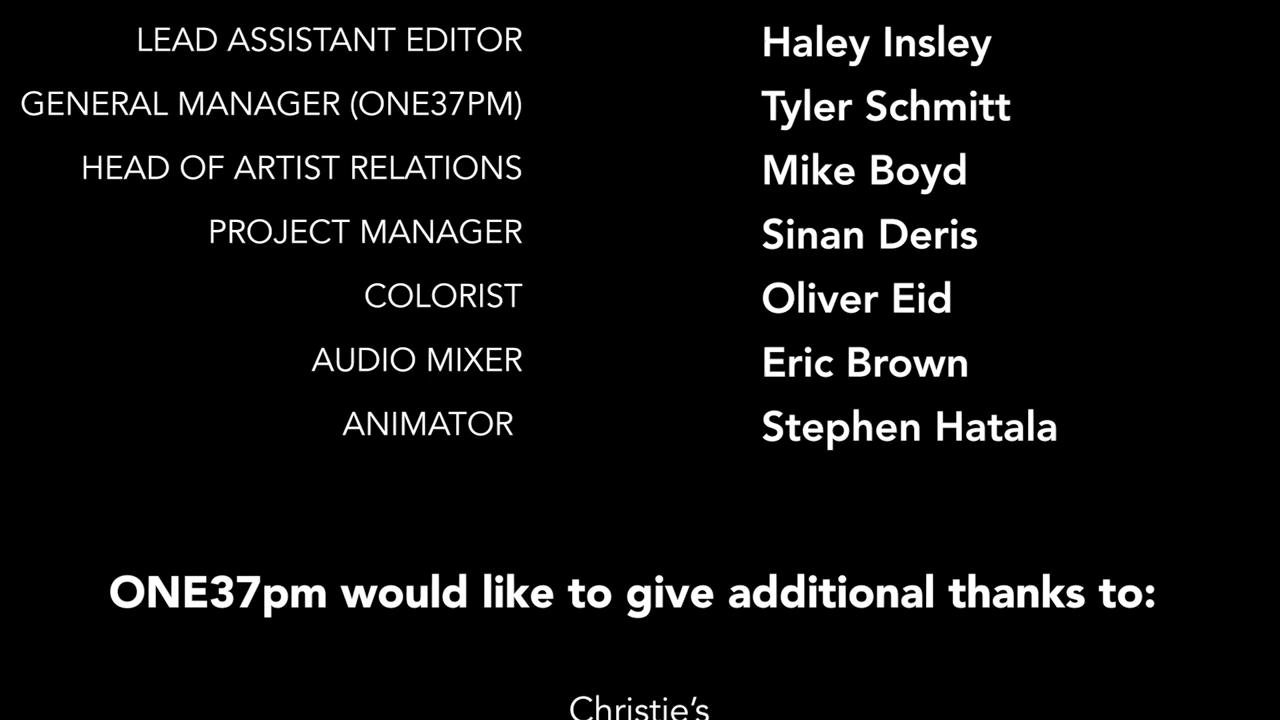 LEAD ASSISTANT EDITOR Haley Insley
GENERAL MANAGER (ONE37PM) Tyler Schmitt
HEAD OF ARTIST RELATIONS Mike Boyd
PROJECT MANAGER Sinan Deris
COLORIST Oliver Eid
AUDIO MIXER Eric Brown
ANIMATOR Stephen Hatala
ONE37pm would like to give additional thanks to:
Christie’s